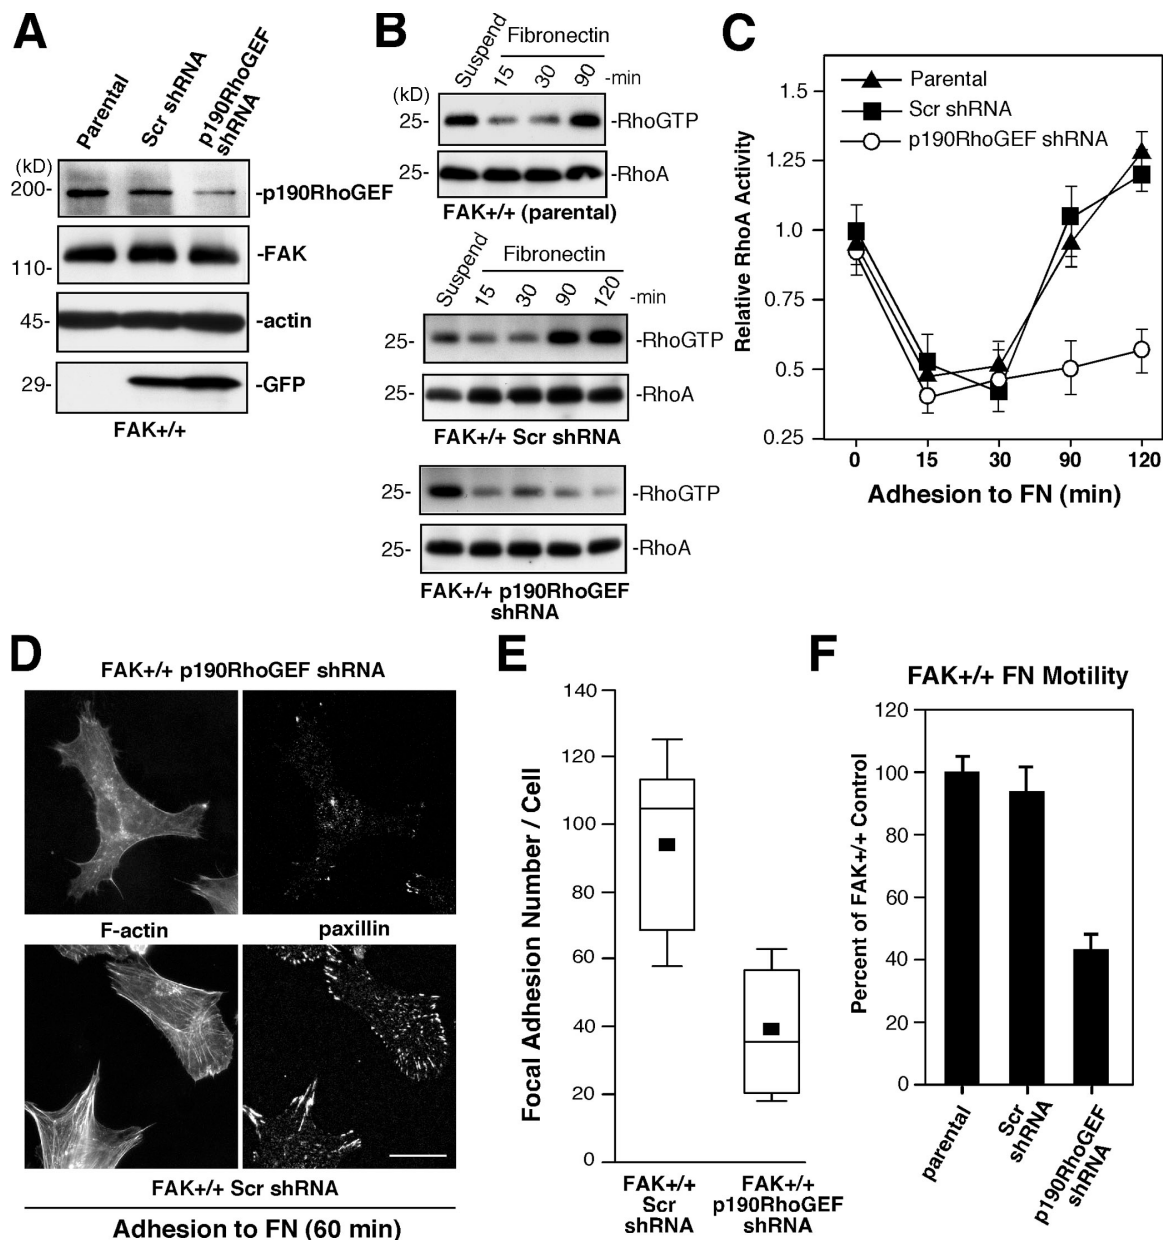 A
Parental
Scr shRNA
p190RhoGEF
shRNA
(kD)
200-
-p190RhoGEF
110-
-FAK
45-
-actin
29-
-GFP
FAK+/+
B
Suspend
Fibronectin
15
30
90
-min
(kD)
25-
-RhoGTP
25-
-RhoA
FAK+/+ (parental)
Suspend
Fibronectin
15
30
90
120
-min
25-
-RhoGTP
25-
-RhoA
FAK+/+ Scr shRNA
25-
-RhoGTP
25-
-RhoA
FAK+/+ p190RhoGEF
shRNA
C
Parental
Scr shRNA
p190RhoGEF shRNA
Relative RhoA Activity
1.5
1.25
1.0
0.75
0.5
0.25
0
15
30
90
120
Adhesion to FN (min)
D
FAK+/+ p190RhoGEF shRNA
F-actin
paxillin
FAK+/+ Scr shRNA
Adhesion to FN (60 min)
E
Focal Adhesion Number / Cell
140
120
100
80
60
40
20
0
FAK+/+
Scr
shRNA
FAK+/+
p190RhoGEF
shRNA
F
FAK+/+ FN Motility
Percent of FAK+/+ Control
120
100
80
60
40
20
0
parental
Scr
shRNA
p190RhoGEF
shRNA